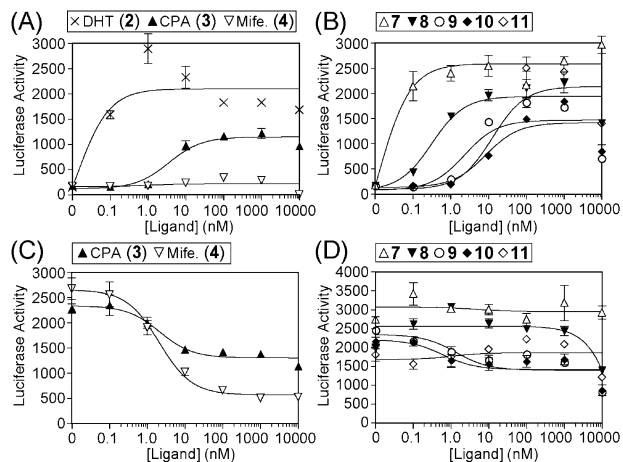 (A) × DHT (2) ▲ CPA (3) ▽ Mife. (4)
Luciferase Activity
3000
2500
2000
1500
1000
500
0
0 0.1 1.0 10 100 1000 10000
[Ligand] (nM)
(B) △ 7 ▼ 8 ○ 9 ◆ 10 ◇ 11
Luciferase Activity
3000
2500
2000
1500
1000
500
0
0 0.1 1.0 10 100 1000 10000
[Ligand] (nM)
(C) ▲ CPA (3) ▽ Mife. (4)
Luciferase Activity
3000
2500
2000
1500
1000
500
0
0 0.1 1.0 10 100 1000 10000
[Ligand] (nM)
(D) △ 7 ▼ 8 ○ 9 ◆ 10 ◇ 11
Luciferase Activity
4000
3500
3000
2500
2000
1500
1000
500
0
0 0.1 1.0 10 100 1000 10000
[Ligand] (nM)